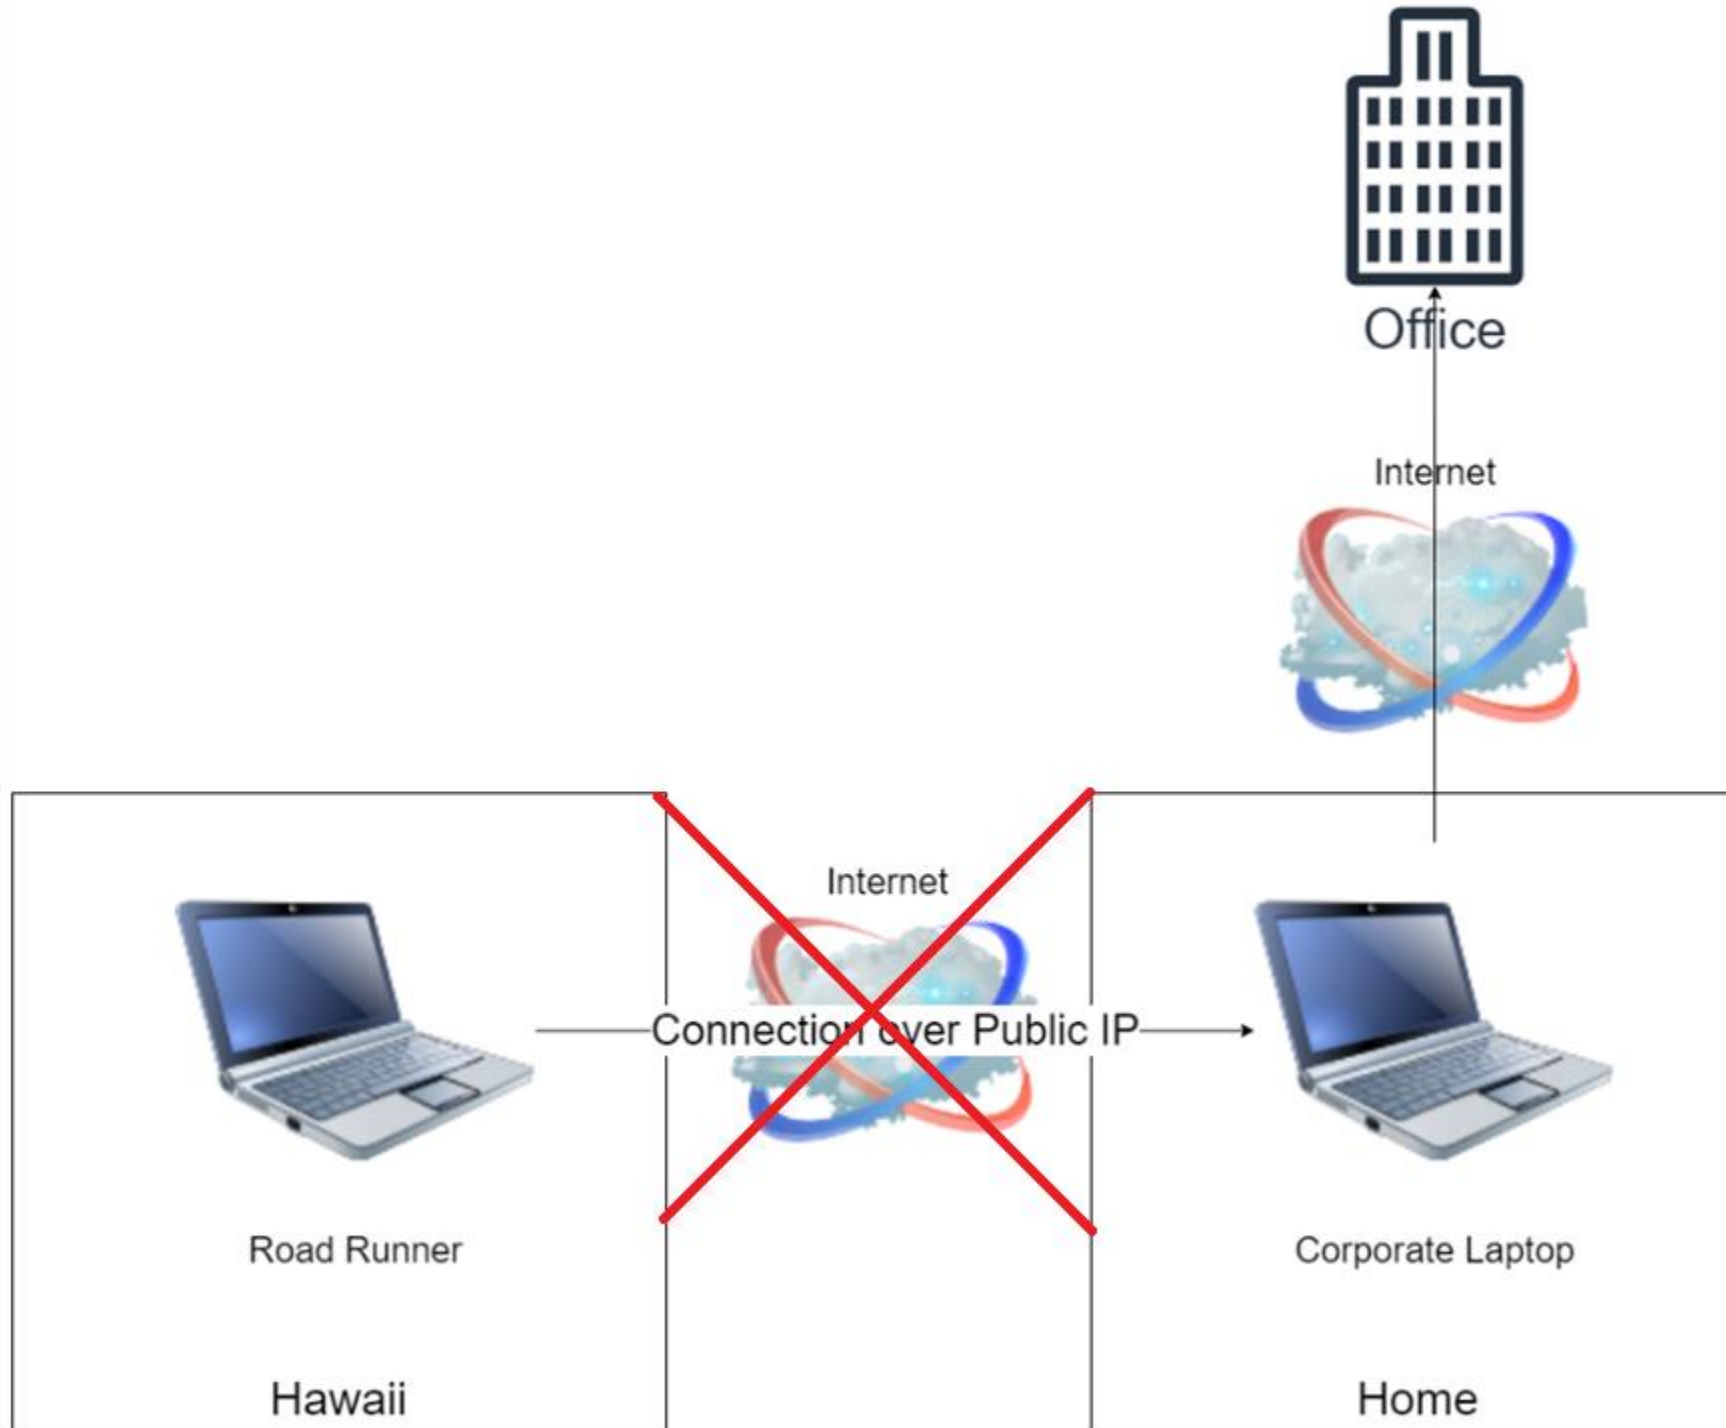 Office
Internet
Internet
Connection over Public IP
Road Runner
Corporate Laptop
Hawaii
Home